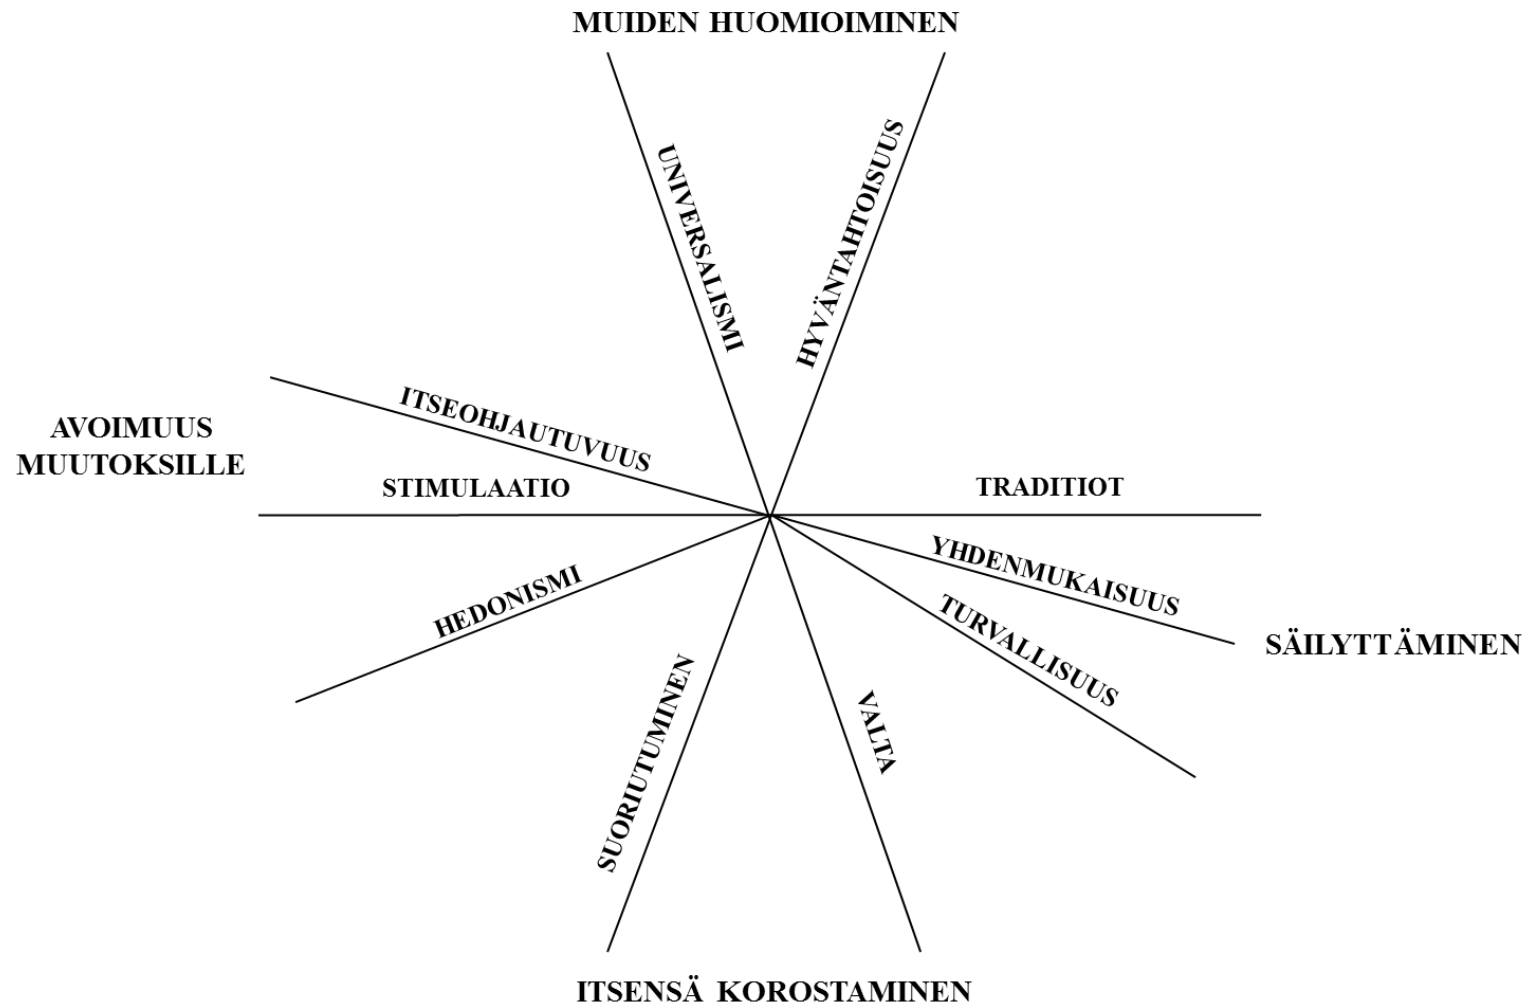 MUIDEN HUOMIOIMINEN
UNIVERSALISMI
HYVÄNTAHTOISUUS
ITSEOHJAUTUVUUS
AVOIMUUS
MUUTOKSILLE
STIMULAATIO
TRADITIOT
YHDENMUKAISUUS
HEDONISMI
TURVALLISUUS
SÄILYTTÄMINEN
SUORIUTUMINEN
VALTA
ITSENSÄ KOROSTAMINEN